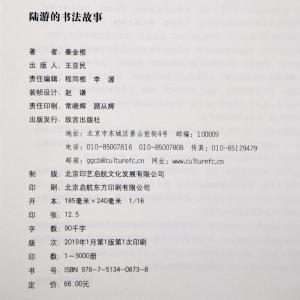 陆游的书法故事
著　　者：秦金根
出 版 人：王亚民
责任编辑：程同根　李　源
装帧设计：赵　谦
责任印制：常晓辉　顾从辉
出版发行：故宫出版社
地址：北京市东城区景山前街4号　邮编：100009
电话：010-85007816　010-85007808　传真：010-65129479
邮箱：ggcb@culturefc.cn　网址：www.culturefc.cn
制　　版：北京印艺启航文化发展有限公司
印　　刷：北京启航东方印刷有限公司
开　　本：185毫米×240毫米　1/16
印　　张：12.5
字　　数：90千字
版　　次：2019年1月第1版第1次印刷
印　　数：1～3000册
书　　号：ISBN 978-7-5134-0873-8
定　　价：66.00元